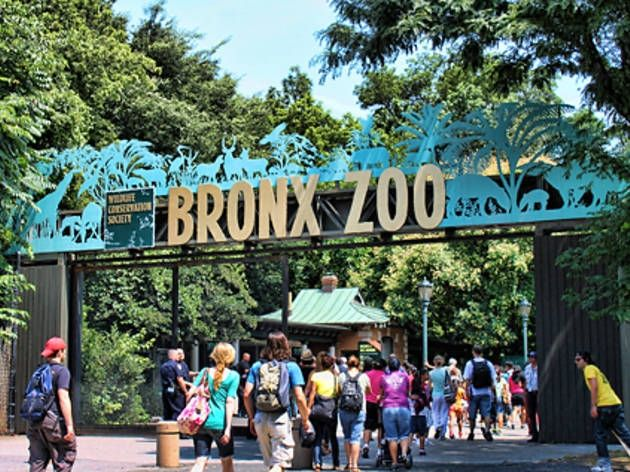 WILDLIFE
CONSERVATION
SOCIETY
BRONX ZOO